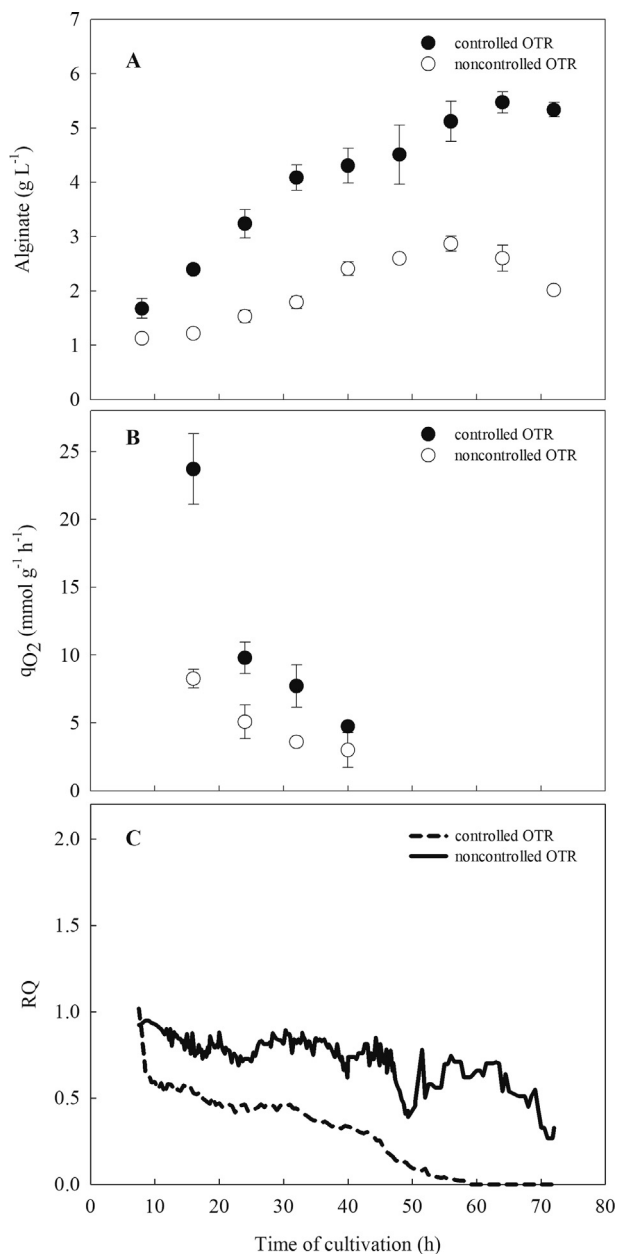 A
controlled OTR
noncontrolled OTR
7
6
5
4
3
2
1
0
Alginate (g L-1)
B
controlled OTR
noncontrolled OTR
25
20
15
10
5
0
qO2 (mmol g-1 h-1)
C
controlled OTR
noncontrolled OTR
2.0
1.5
1.0
0.5
0.0
RQ
0 10 20 30 40 50 60 70 80
Time of cultivation (h)